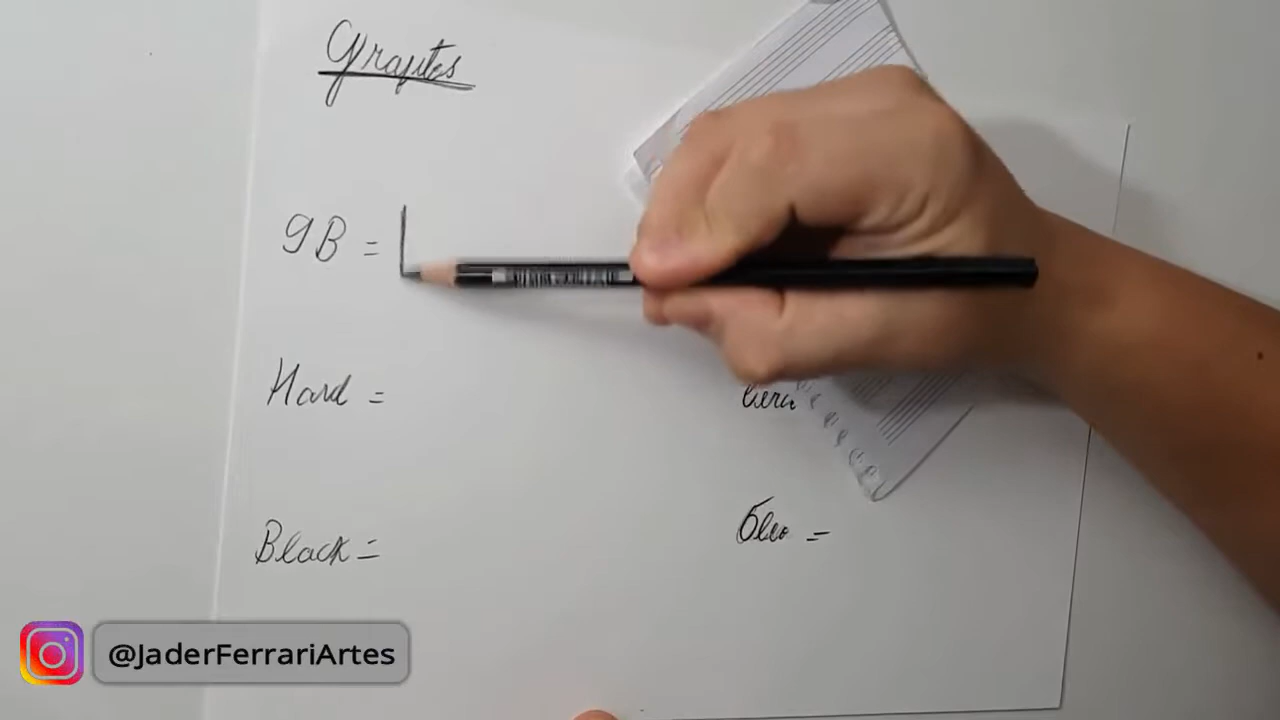 Grafites
9B =
Hard =
Black =
Óleo =
@JaderFerrariArtes